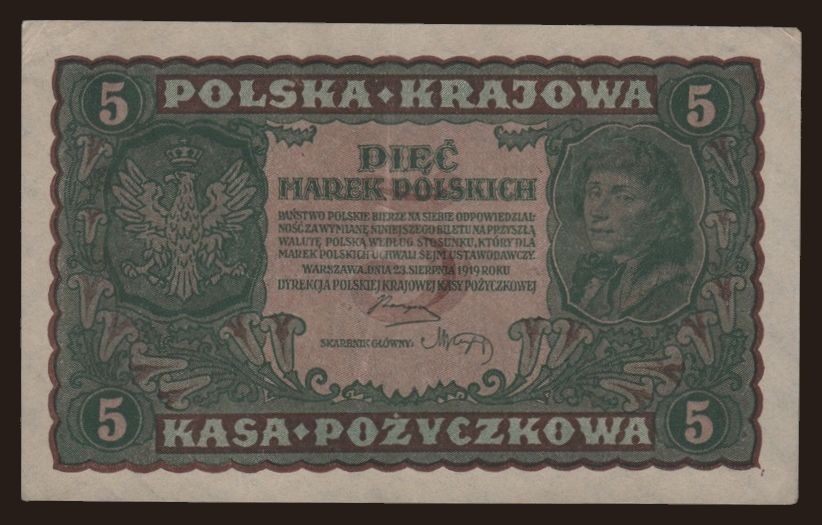 5 POLSKA KRAJOWA 5
PIĘĆ
MAREK POLSKICH
PAŃSTWO POLSKIE BIERZE NA SIEBIE ODPOWIEDZIAL-
NOŚĆ ZA WYMIANĘ NINIEJSZEGO BILETU NA PRZYSZŁĄ
WALUTĘ POLSKĄ WEDŁUG STOSUNKU, KTÓRY DLA
MAREK POLSKICH UCHWALI SEJM USTAWODAWCZY.
WARSZAWA, DNIA 23 SIERPNIA 1919 ROKU
DYREKCJA POLSKIEJ KRAJOWEJ KASY POŻYCZKOWEJ
SKARBNIK GŁÓWNY:
5 KASA POŻYCZKOWA 5